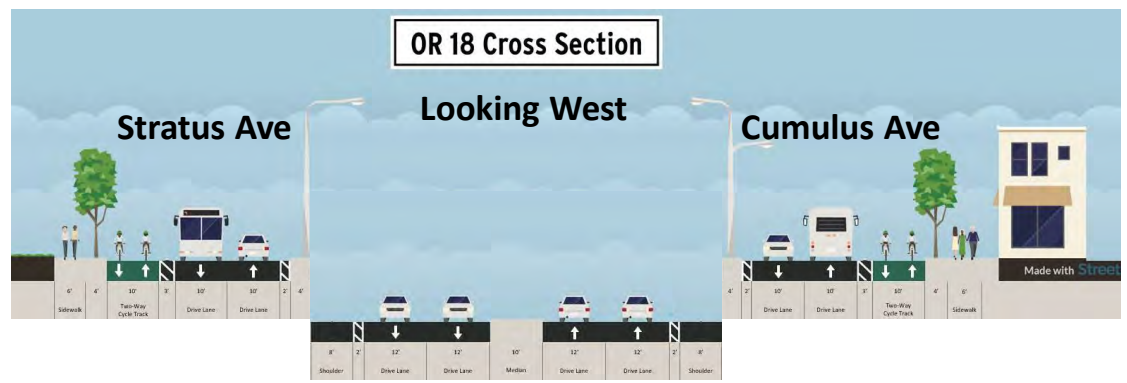 OR 18 Cross Section
Looking West
Stratus Ave
Cumulus Ave
Made with Street
6' 4' 10' 3' 10' 10' 2' 4'
Sidewalk Two-Way Cycle Track Drive Lane Drive Lane
4' 2' 10' 10' 3' 10' 4' 6'
Drive Lane Drive Lane Two-Way Cycle Track Sidewalk
8' 2' 12' 12' 10' 12' 12' 2' 8'
Shoulder Drive Lane Drive Lane Median Drive Lane Drive Lane Shoulder